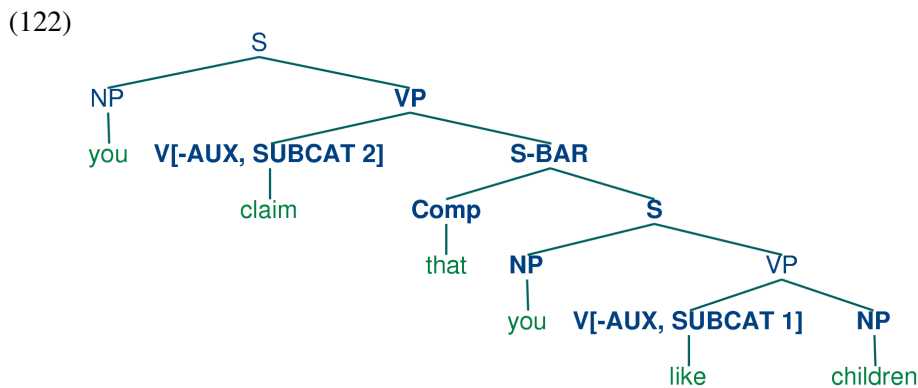 (122)
S
NP VP
you V[-AUX, SUBCAT 2] S-BAR
claim Comp S
that NP VP
you V[-AUX, SUBCAT 1] NP
like children